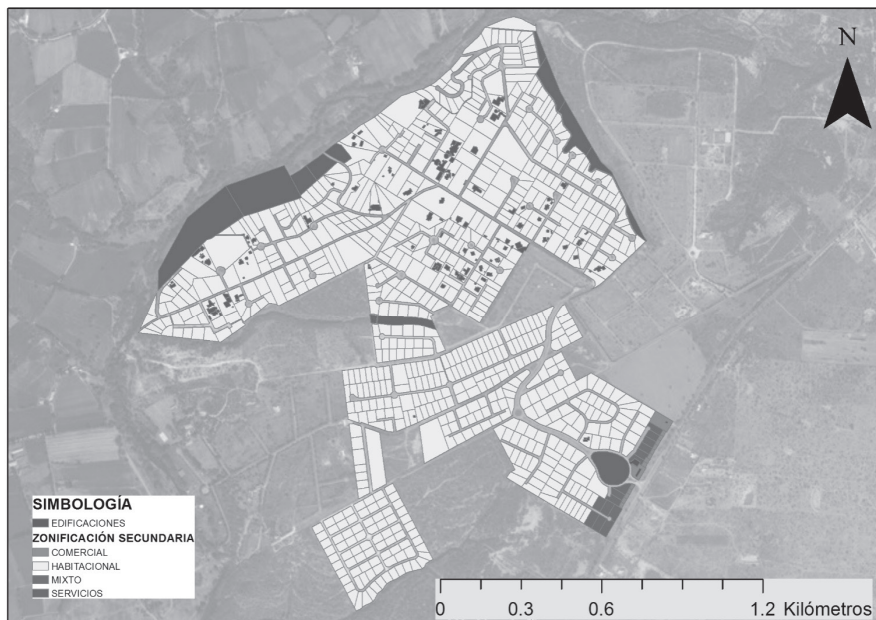 N
SIMBOLOGÍA
EDIFICACIONES
ZONIFICACIÓN SECUNDARIA
COMERCIAL
HABITACIONAL
MIXTO
SERVICIOS
0 0.3 0.6 1.2 Kilómetros